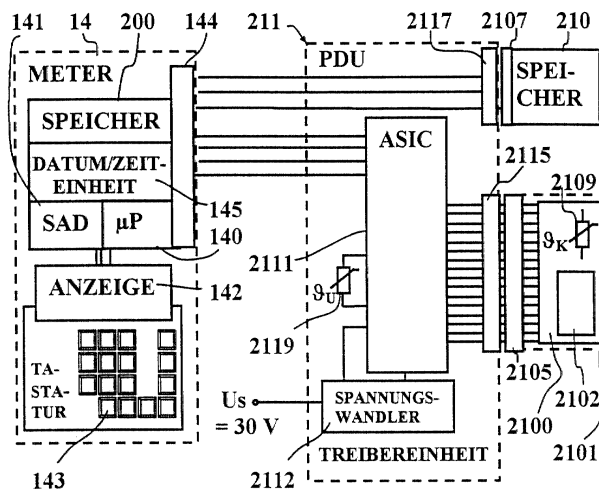 141 14 144 211 2117 2107 210
200
METER
PDU
SPEICHER
SPEI-
CHER
DATUM/ZEIT-
EINHEIT
ASIC
2115
2109
SAD
µP
145
140
2111
ϑK
ANZEIGE
142
ϑU
2119
TA-
STA-
TUR
2105
Us
= 30 V
SPANNUNGS-
WANDLER
2102
2100
2101
143
2112
TREIBEREINHEIT